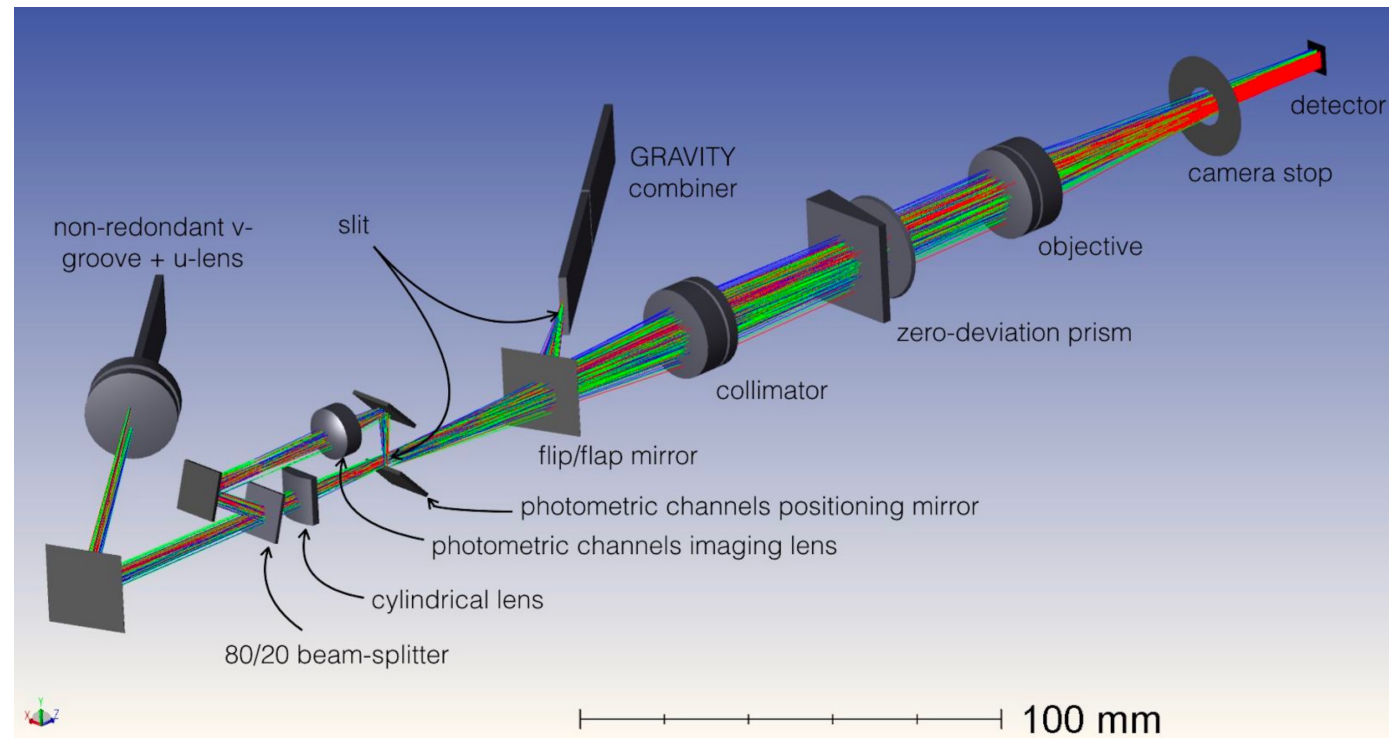 GRAVITY
combiner
non-redondant v-
groove + u-lens
slit
detector
camera stop
objective
zero-deviation prism
collimator
flip/flap mirror
photometric channels positioning mirror
photometric channels imaging lens
cylindrical lens
80/20 beam-splitter
X Y Z
100 mm